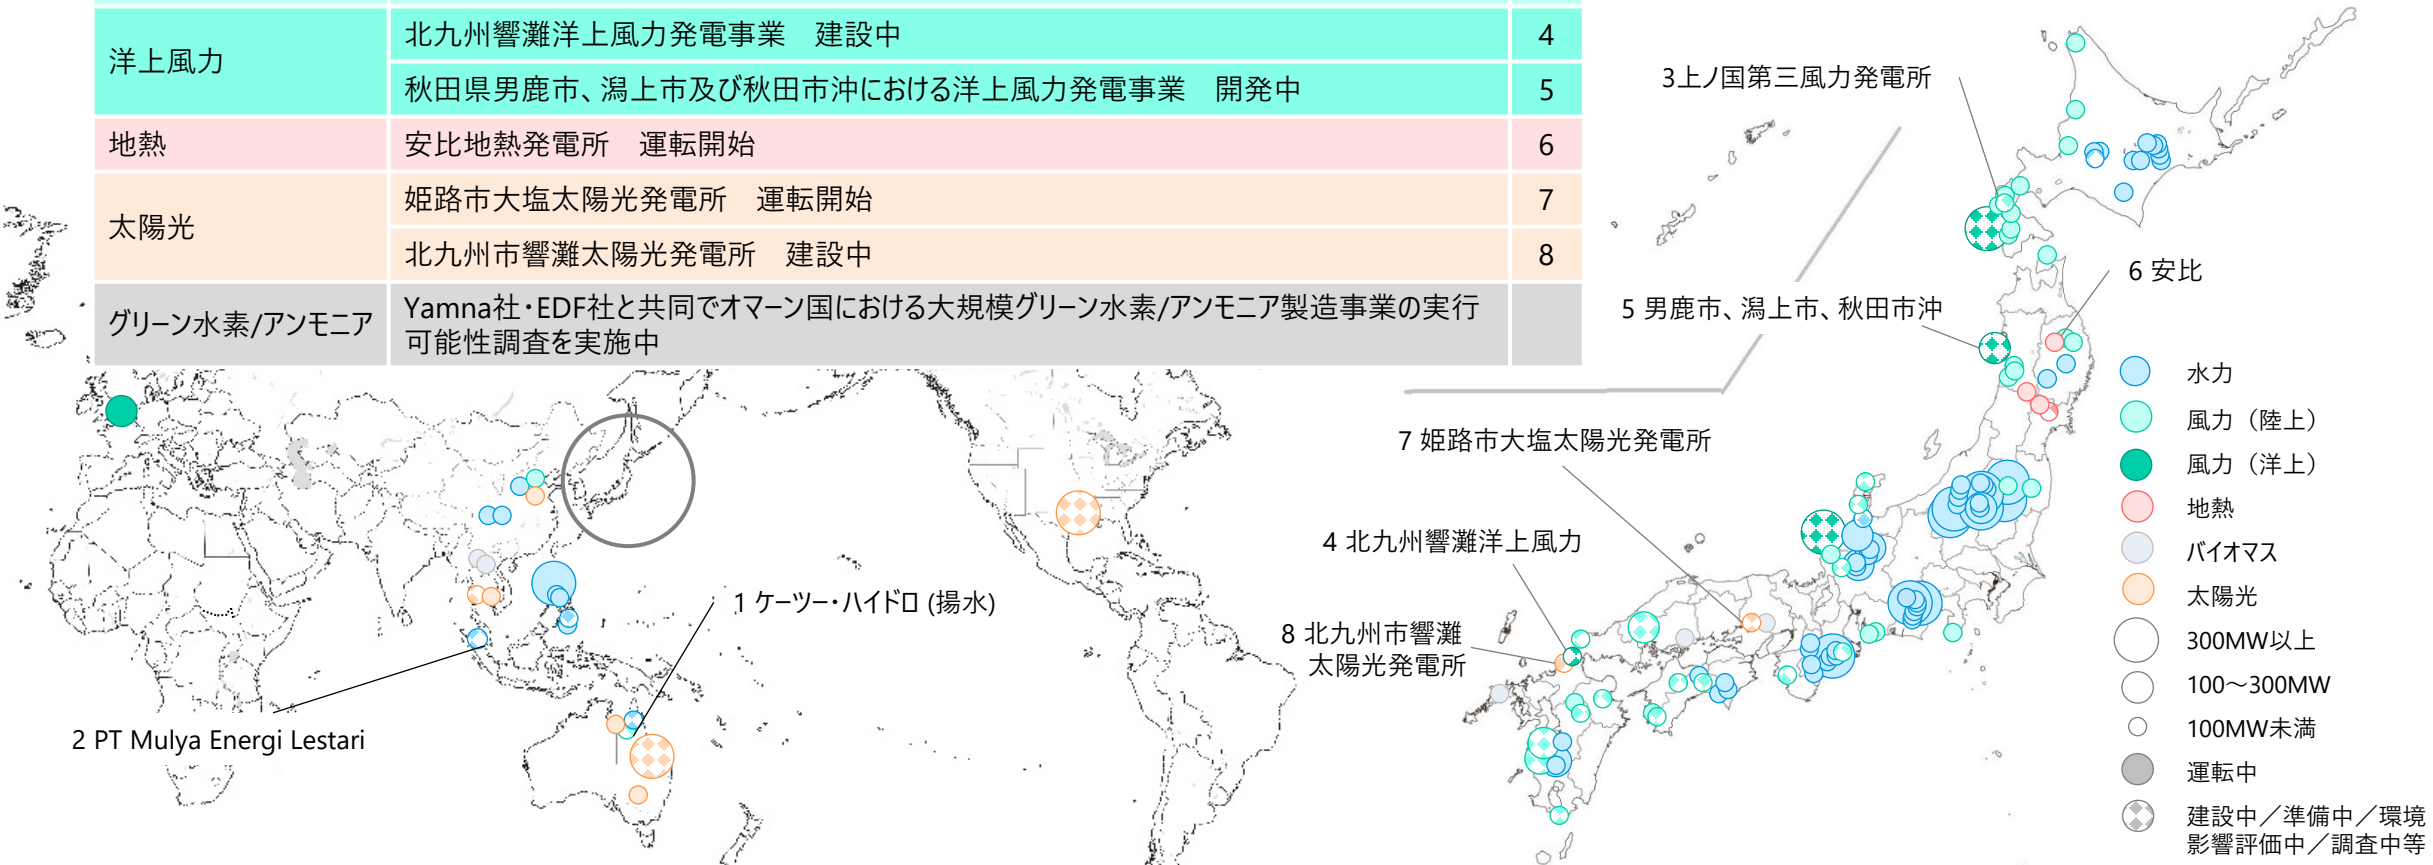 洋上風力
北九州響灘洋上風力発電事業　建設中
4
秋田県男鹿市、潟上市及び秋田市沖における洋上風力発電事業　開発中
5
地熱
安比地熱発電所　運転開始
6
太陽光
姫路市大塩太陽光発電所　運転開始
7
北九州市響灘太陽光発電所　建設中
8
グリーン水素/アンモニア
Yamna社・EDF社と共同でオマーン国における大規模グリーン水素/アンモニア製造事業の実行
可能性調査を実施中
1 ケーツー・ハイドロ (揚水)
2 PT Mulya Energi Lestari
3上ノ国第三風力発電所
6 安比
5 男鹿市、潟上市、秋田市沖
7 姫路市大塩太陽光発電所
4 北九州響灘洋上風力
8 北九州市響灘
太陽光発電所
水力
風力（陸上）
風力（洋上）
地熱
バイオマス
太陽光
300MW以上
100～300MW
100MW未満
運転中
建設中／準備中／環境
影響評価中／調査中等